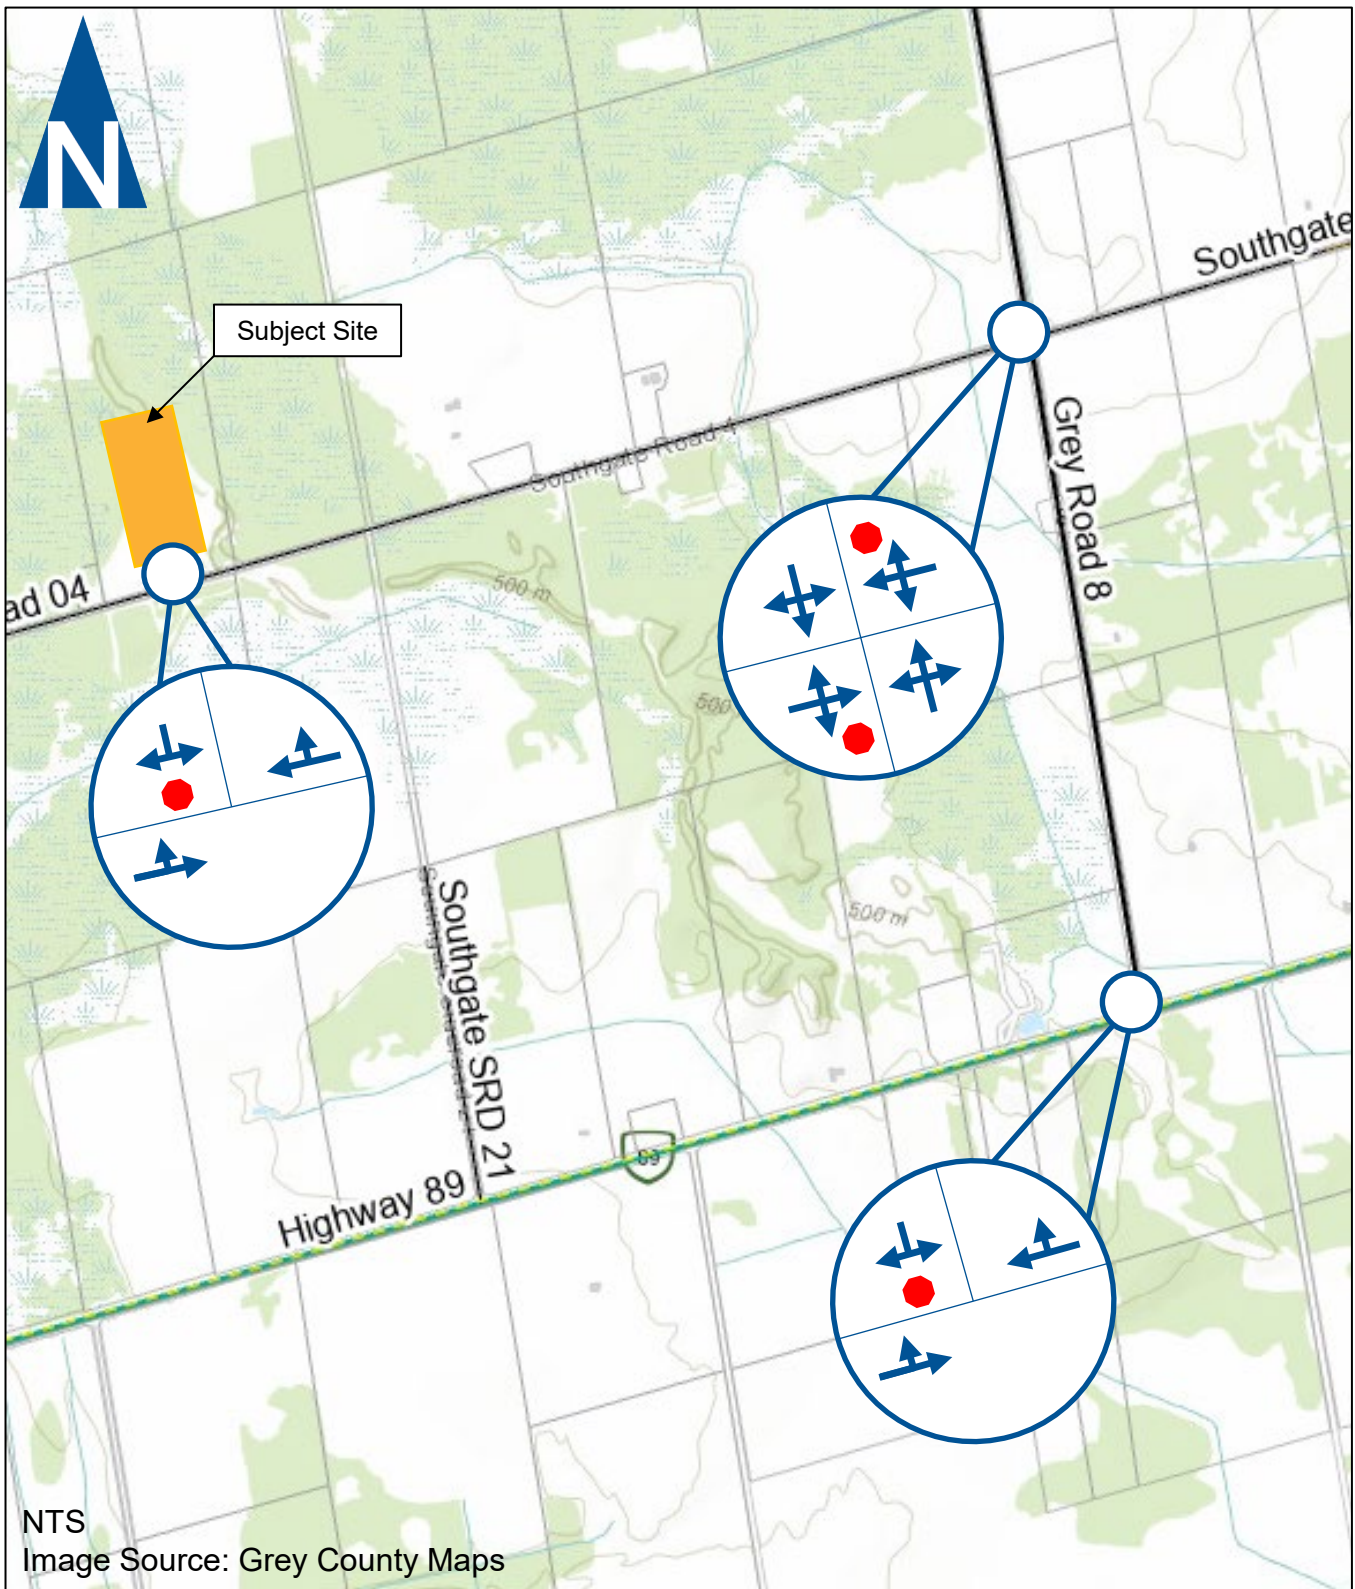 N
Southgate
Subject Site
Southgate Road 4
Grey Road 8
ad 04
500 m
500
500 m
Southgate SRD 21
89
Highway 89
NTS
Image Source: Grey County Maps